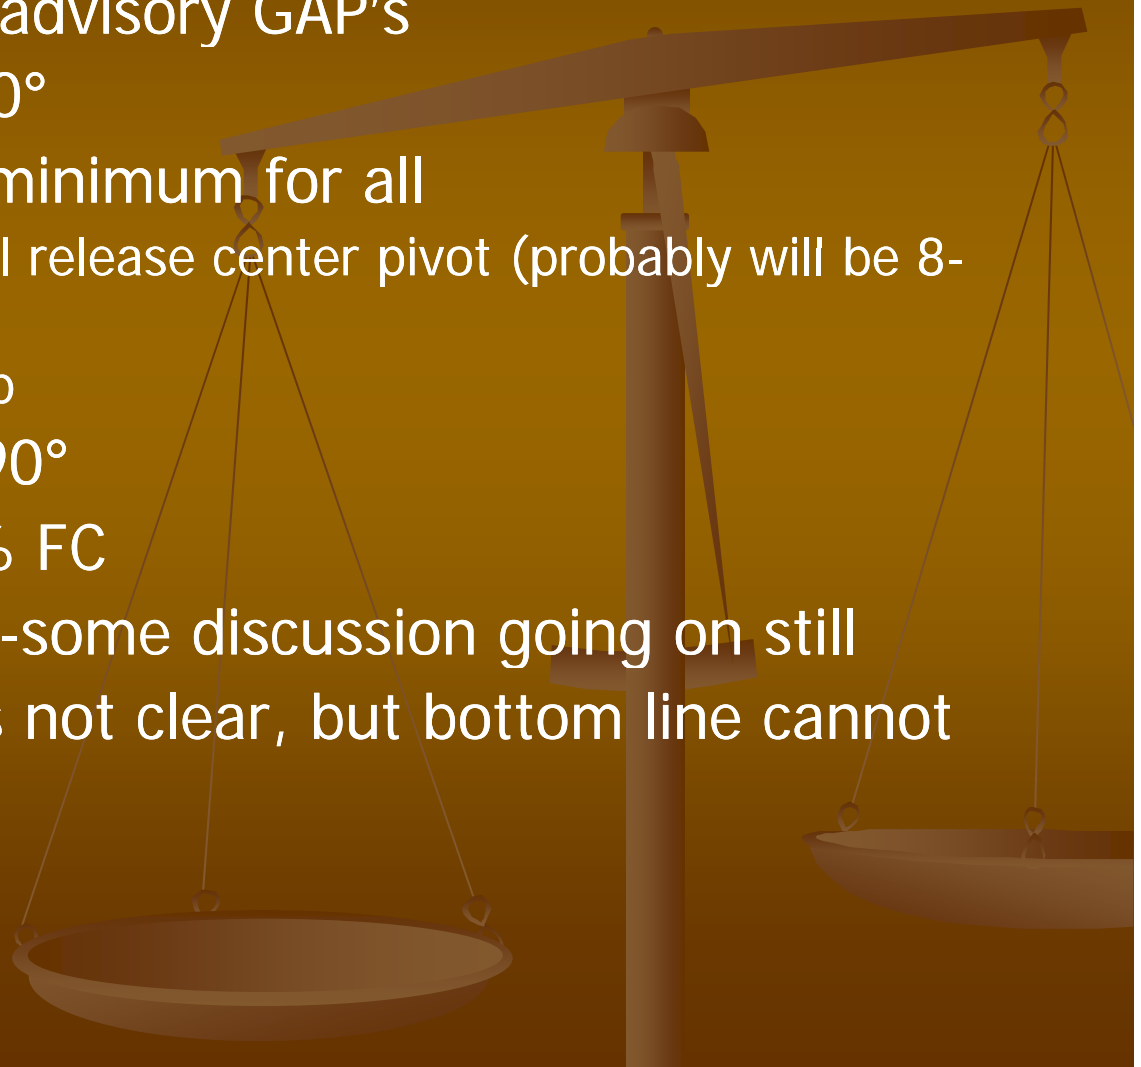 advisory GAP's
0°
minimum for all
l release center pivot (probably will be 8-
90°
% FC
-some discussion going on still
s not clear, but bottom line cannot